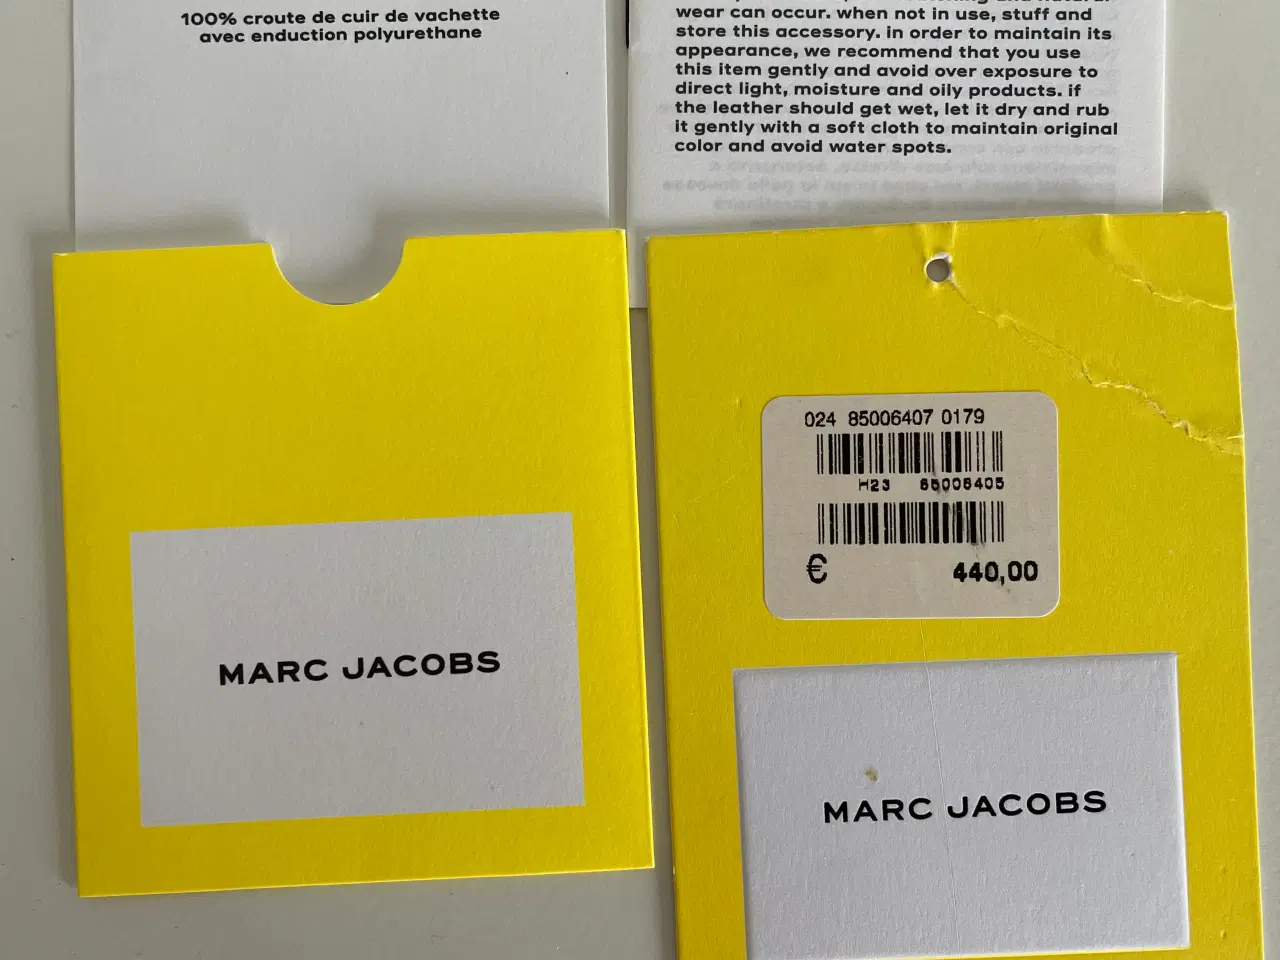 100% croute de cuir de vachette
avec enduction polyurethane
wear can occur. when not in use, stuff and
store this accessory. in order to maintain its
appearance, we recommend that you use
this item gently and avoid over exposure to
direct light, moisture and oily products. if
the leather should get wet, let it dry and rub
it gently with a soft cloth to maintain original
color and avoid water spots.
MARC JACOBS
024 85006407 0179
H23 85006405
€ 440,00
MARC JACOBS